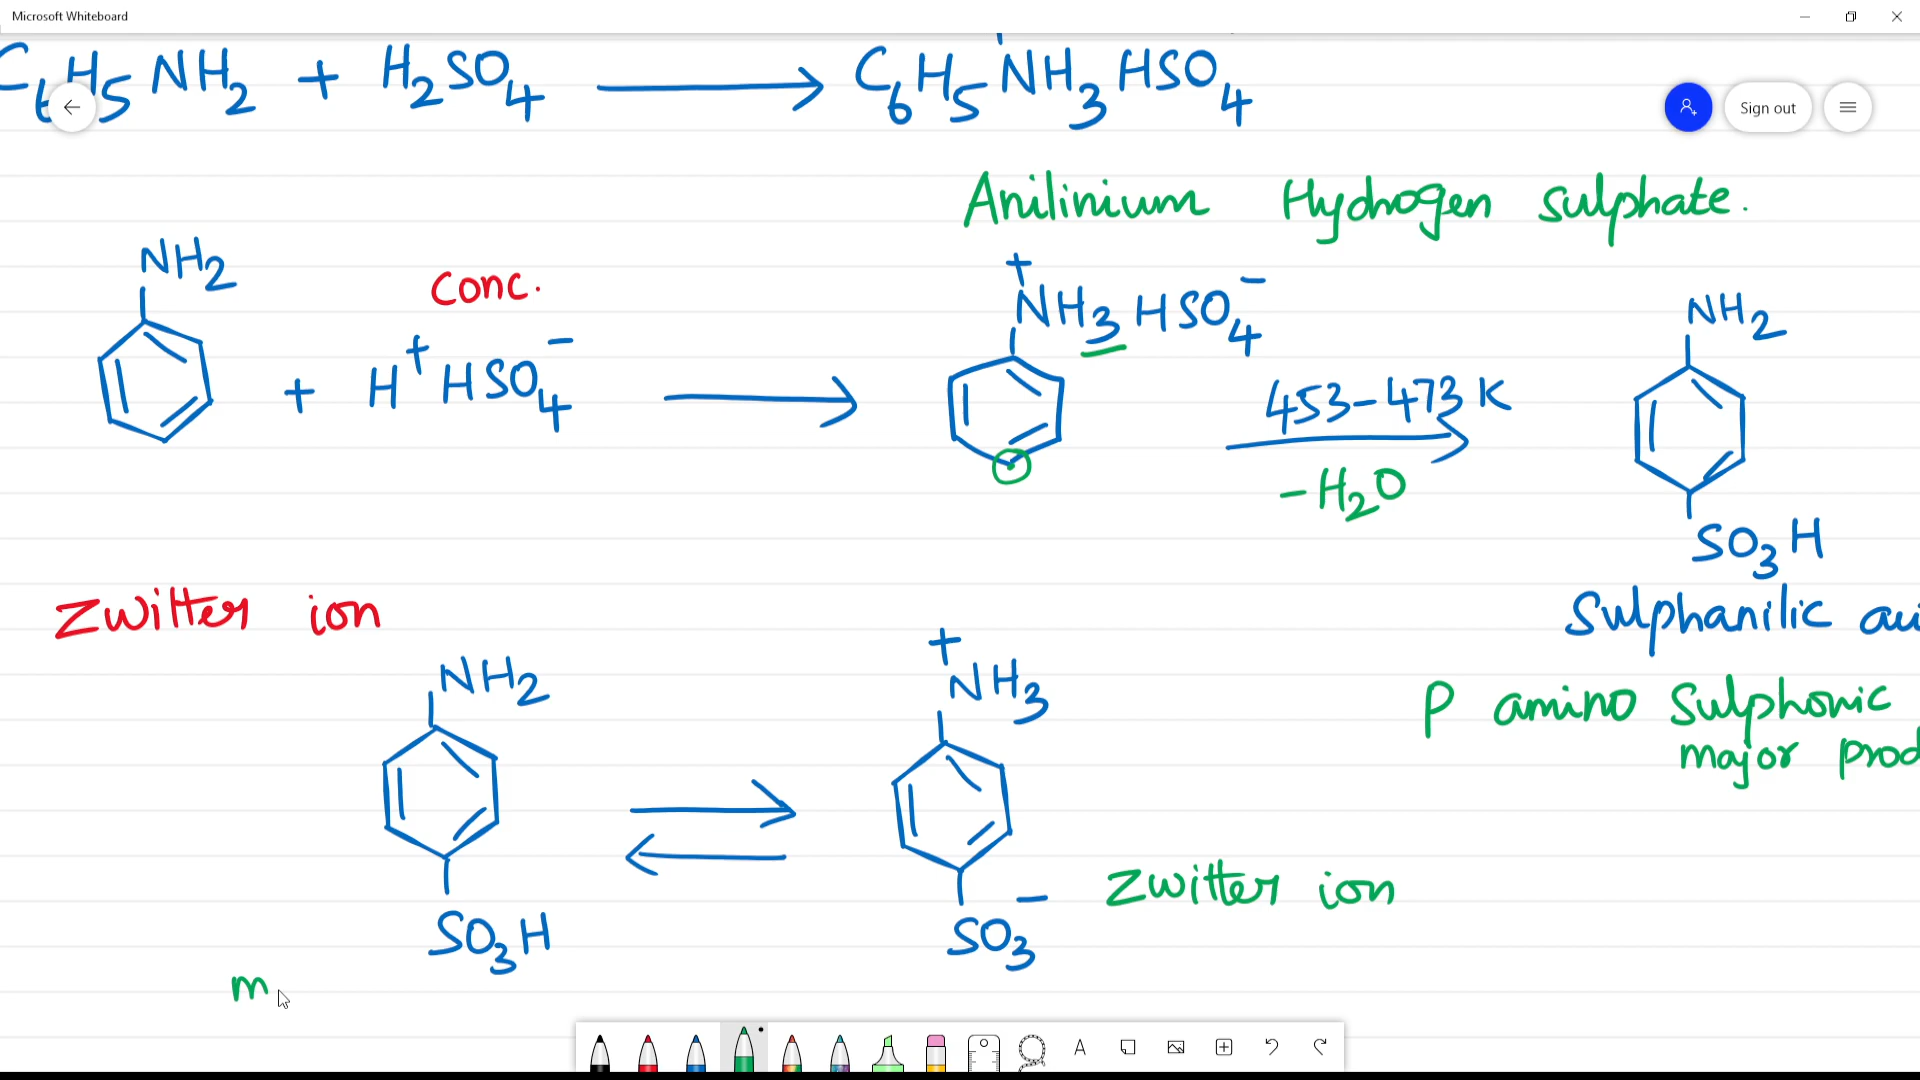 Microsoft Whiteboard
C6H5NH2 + H2SO4 ⟶ C6H5NH3HSO4
Sign out
Anilinium Hydrogen sulphate.
NH2 + Conc. H⁺HSO4⁻ ⟶ ⁺NH3HSO4⁻
453-473 K
-H2O
NH2
SO3H
Sulphanilic
P amino Sulphonic
major
Zwitter ion
NH2
SO3H
⇌
⁺NH3
SO3⁻
Zwitter ion
m
A